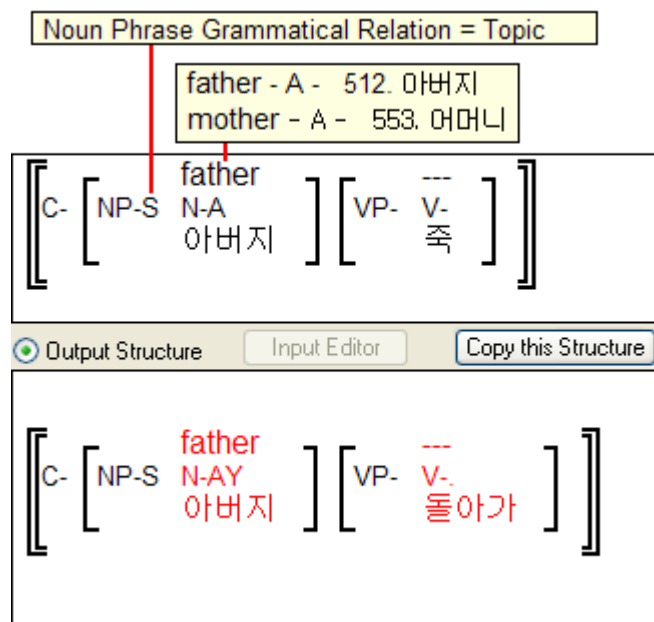 Noun Phrase Grammatical Relation = Topic
father - A - 512. 아버지
mother - A - 553. 어머니
father ---
C- NP-S N-A VP- V-
아버지 죽
Output Structure Input Editor Copy this Structure
father ---
C- NP-S N-AY VP- V-.
아버지 돌아가